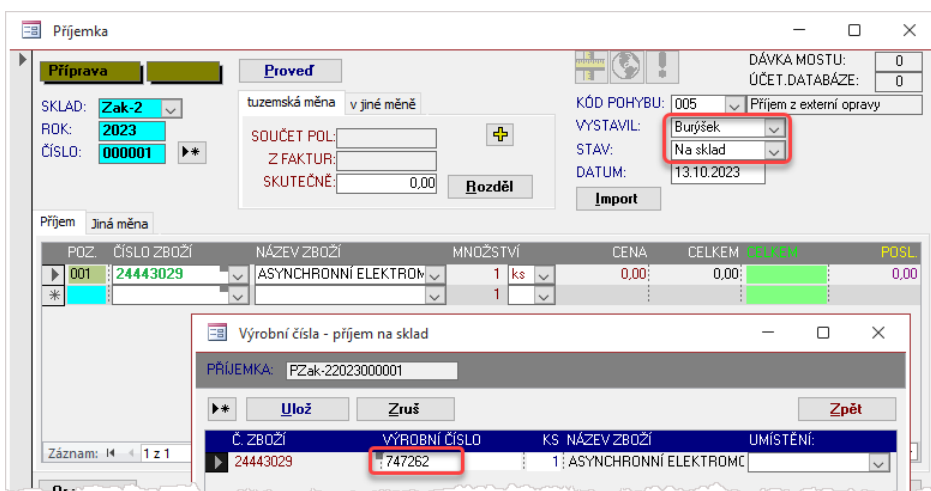 Příjemka
Příprava
Proveď
DÁVKA MOSTU: 0
ÚČET.DATABÁZE: 0
SKLAD: Zak-2
tuzemská měna v jiné měně
KÓD POHYBU: 005 Příjem z externí opravy
ROK: 2023
SOUČET POL:
VYSTAVIL: Burýšek
ČÍSLO: 000001
Z FAKTUR:
STAV: Na sklad
SKUTEČNĚ: 0,00 Rozděl
DATUM: 13.10.2023
Import
Příjem Jiná měna
POZ. ČÍSLO ZBOŽÍ NÁZEV ZBOŽÍ MNOŽSTVÍ CENA CELKEM CELKEM POSL.
001 24443029 ASYNCHRONNÍ ELEKTRON 1 ks 0,00 0,00 0,00
1
Výrobní čísla - příjem na sklad
PŘÍJEMKA: PZak-22023000001
Ulož Zruš Zpět
Č. ZBOŽÍ VÝROBNÍ ČÍSLO KS NÁZEV ZBOŽÍ UMÍSTĚNÍ:
24443029 747262 1 ASYNCHRONNÍ ELEKTROMC
Záznam: 1 z 1